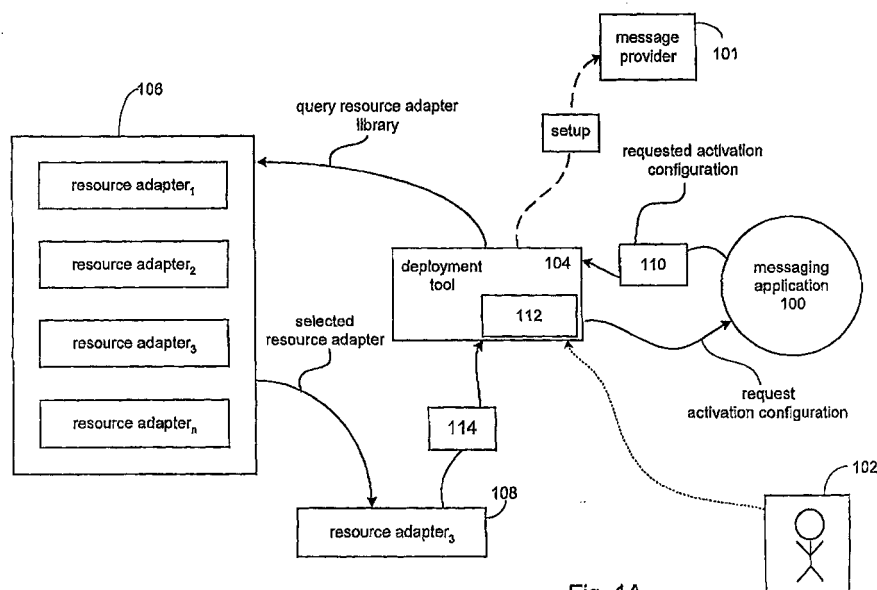 message
provider
101
106
query resource adapter
library
setup
requested activation
configuration
resource adapter1
resource adapter2
resource adapter3
resource adaptern
deployment
tool
104
112
110
messaging
application
100
selected
resource adapter
request
activation configuration
114
108
resource adapter3
102
Fig. 1A